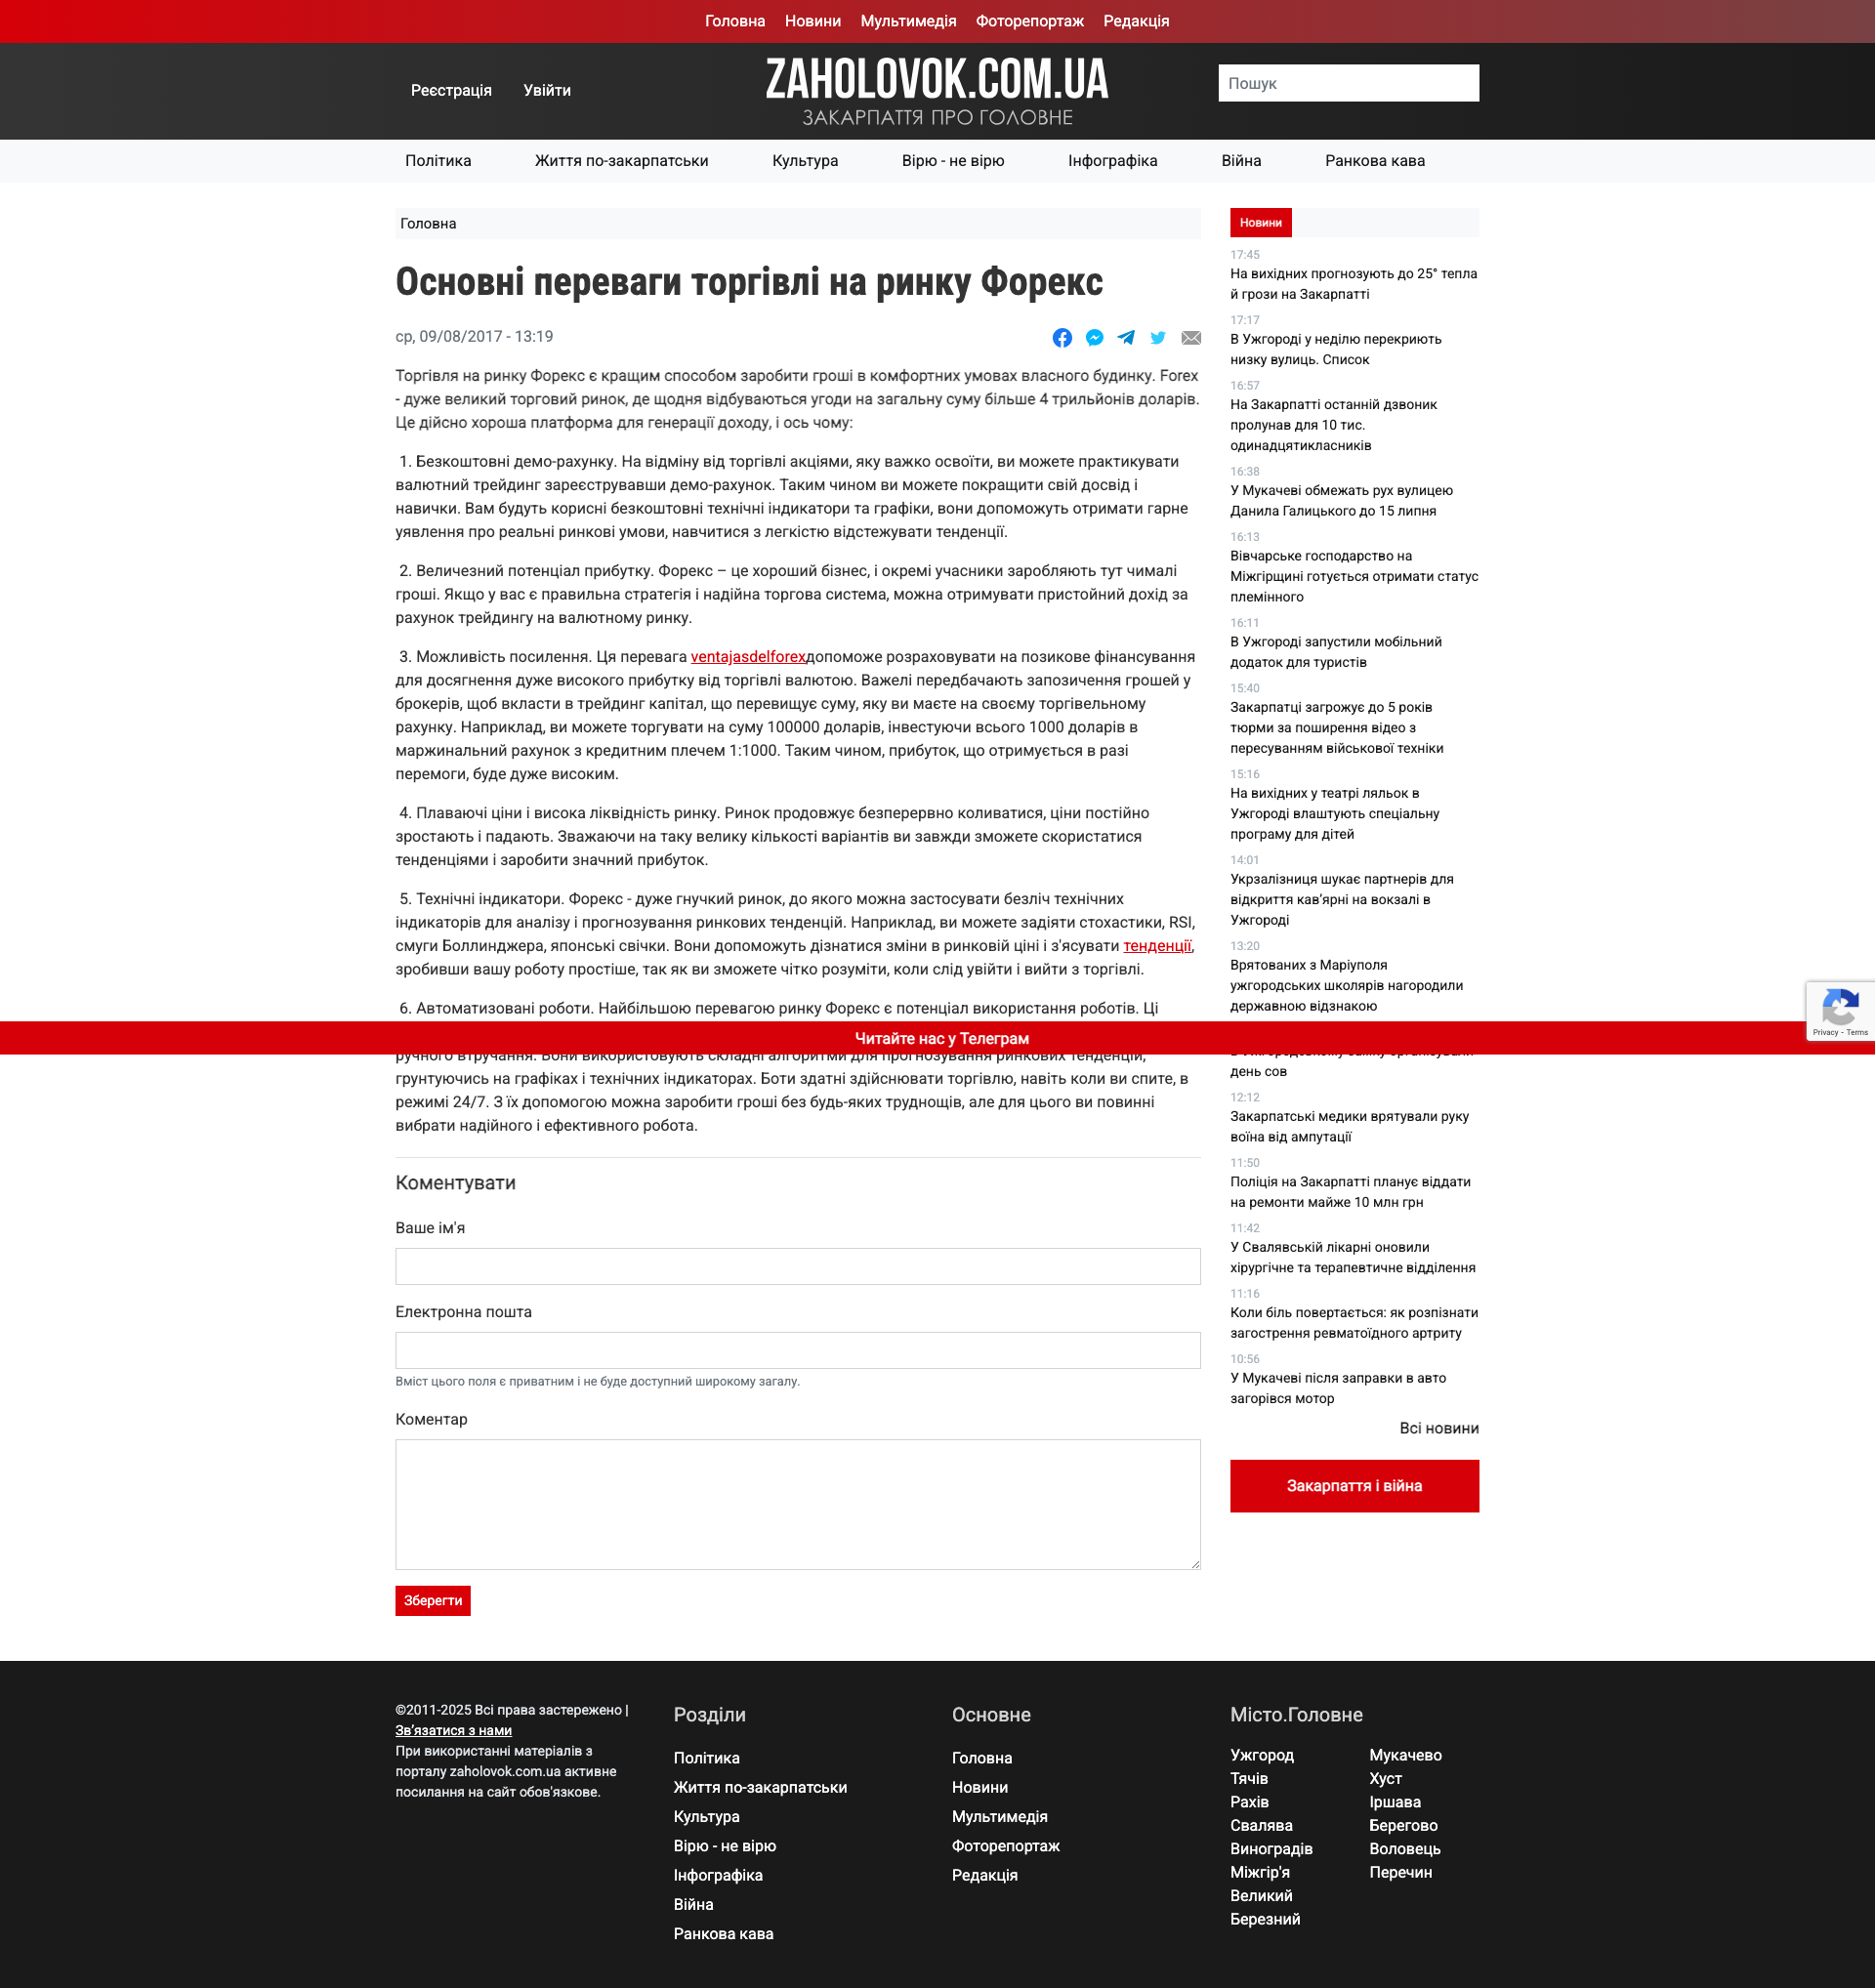 Головна Новини Мультимедія Фоторепортаж Редакція
Реєстрація Увійти
ZAHOLOVOK.COM.UA
ЗАКАРПАТТЯ ПРО ГОЛОВНЕ
Пошук
Політика Життя по-закарпатськи Культура Вірю - не вірю Інфографіка Війна Ранкова кава
Головна
Основні переваги торгівлі на ринку Форекс
ср, 09/08/2017 - 13:19
Торгівля на ринку Форекс є кращим способом заробити гроші в комфортних умовах власного будинку. Forex
- дуже великий торговий ринок, де щодня відбуваються угоди на загальну суму більше 4 трильйонів доларів.
Це дійсно хороша платформа для генерації доходу, і ось чому:
1. Безкоштовні демо-рахунку. На відміну від торгівлі акціями, яку важко освоїти, ви можете практикувати
валютний трейдинг зареєструвавши демо-рахунок. Таким чином ви можете покращити свій досвід і
навички. Вам будуть корисні безкоштовні технічні індикатори та графіки, вони допоможуть отримати гарне
уявлення про реальні ринкові умови, навчитися з легкістю відстежувати тенденції.
2. Величезний потенціал прибутку. Форекс – це хороший бізнес, і окремі учасники заробляють тут чималі
гроші. Якщо у вас є правильна стратегія і надійна торгова система, можна отримувати пристойний дохід за
рахунок трейдингу на валютному ринку.
3. Можливість посилення. Ця перевага ventajasdelforexдопоможе розраховувати на позикове фінансування
для досягнення дуже високого прибутку від торгівлі валютою. Важелі передбачають запозичення грошей у
брокерів, щоб вкласти в трейдинг капітал, що перевищує суму, яку ви маєте на своєму торгівельному
рахунку. Наприклад, ви можете торгувати на суму 100000 доларів, інвестуючи всього 1000 доларів в
маржинальний рахунок з кредитним плечем 1:1000. Таким чином, прибуток, що отримується в разі
перемоги, буде дуже високим.
4. Плаваючі ціни і висока ліквідність ринку. Ринок продовжує безперервно коливатися, ціни постійно
зростають і падають. Зважаючи на таку велику кількості варіантів ви завжди зможете скористатися
тенденціями і заробити значний прибуток.
5. Технічні індикатори. Форекс - дуже гнучкий ринок, до якого можна застосувати безліч технічних
індикаторів для аналізу і прогнозування ринкових тенденцій. Наприклад, ви можете задіяти стохастики, RSI,
смуги Боллинджера, японські свічки. Вони допоможуть дізнатися зміни в ринковій ціні і з'ясувати тенденції,
зробивши вашу роботу простіше, так як ви зможете чітко розуміти, коли слід увійти і вийти з торгівлі.
6. Автоматизовані роботи. Найбільшою перевагою ринку Форекс є потенціал використання роботів. Ці
Читайте нас у Телеграм
ручного втручання. Вони використовують складні алгоритми для прогнозування ринкових тенденцій,
грунтуючись на графіках і технічних індикаторах. Боти здатні здійснювати торгівлю, навіть коли ви спите, в
режимі 24/7. З їх допомогою можна заробити гроші без будь-яких труднощів, але для цього ви повинні
вибрати надійного і ефективного робота.
Коментувати
Ваше ім'я
Електронна пошта
Вміст цього поля є приватним і не буде доступний широкому загалу.
Коментар
Зберегти
Новини
17:45
На вихідних прогнозують до 25° тепла
й грози на Закарпатті
17:17
В Ужгороді у неділю перекриють
низку вулиць. Список
16:57
На Закарпатті останній дзвоник
пролунав для 10 тис.
одинадцятикласників
16:38
У Мукачеві обмежать рух вулицею
Данила Галицького до 15 липня
16:13
Вівчарське господарство на
Міжгірщині готується отримати статус
племінного
16:11
В Ужгороді запустили мобільний
додаток для туристів
15:40
Закарпатці загрожує до 5 років
тюрми за поширення відео з
пересуванням військової техніки
15:16
На вихідних у театрі ляльок в
Ужгороді влаштують спеціальну
програму для дітей
14:01
Укрзалізниця шукає партнерів для
відкриття кав’ярні на вокзалі в
Ужгороді
13:20
Врятованих з Маріуполя
ужгородських школярів нагородили
державною відзнакою
В Ужгородському замку організували
день сов
12:12
Закарпатські медики врятували руку
воїна від ампутації
11:50
Поліція на Закарпатті планує віддати
на ремонти майже 10 млн грн
11:42
У Свалявській лікарні оновили
хірургічне та терапевтичне відділення
11:16
Коли біль повертається: як розпізнати
загострення ревматоїдного артриту
10:56
У Мукачеві після заправки в авто
загорівся мотор
Всі новини
Закарпаття і війна
Privacy - Terms
©2011-2025 Всі права застережено |
Зв’язатися з нами
При використанні матеріалів з
порталу zaholovok.com.ua активне
посилання на сайт обов'язкове.
Розділи
Політика
Життя по-закарпатськи
Культура
Вірю - не вірю
Інфографіка
Війна
Ранкова кава
Основне
Головна
Новини
Мультимедія
Фоторепортаж
Редакція
Місто.Головне
Ужгород
Тячів
Рахів
Свалява
Виноградів
Міжгір'я
Великий
Березний
Мукачево
Хуст
Іршава
Берегово
Воловець
Перечин